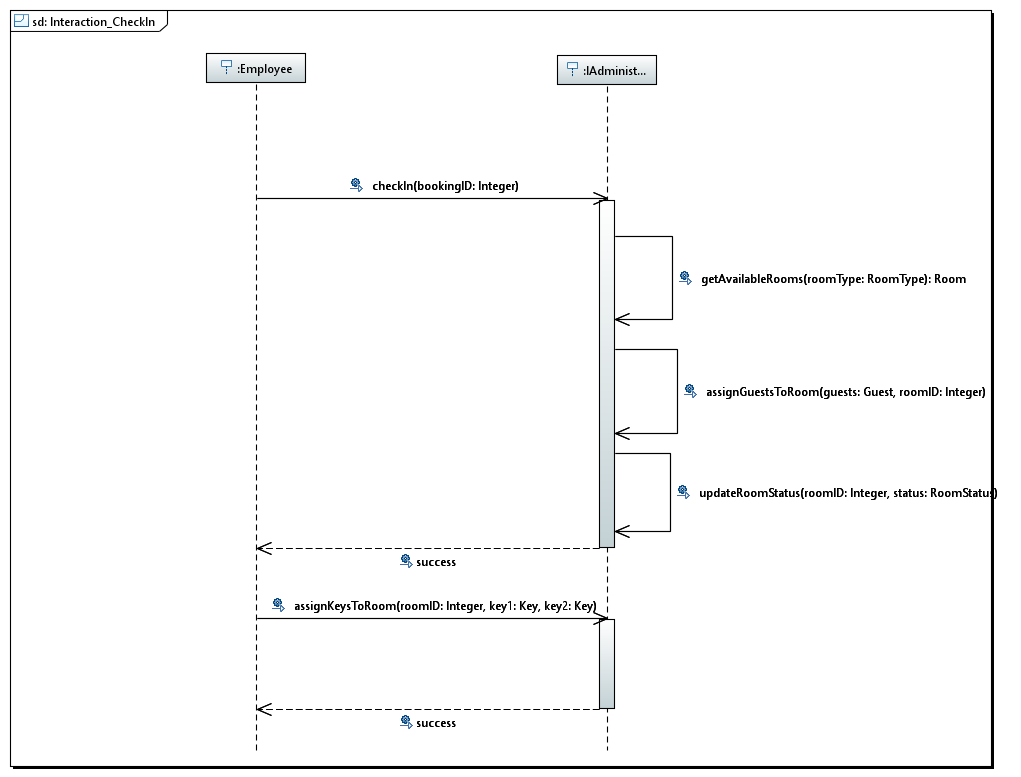 sd: Interaction_CheckIn
:Employee
:IAdminist...
checkIn(bookingID: Integer)
getAvailableRooms(roomType: RoomType): Room
assignGuestsToRoom(guests: Guest, roomID: Integer)
updateRoomStatus(roomID: Integer, status: RoomStatus)
success
assignKeysToRoom(roomID: Integer, key1: Key, key2: Key)
success